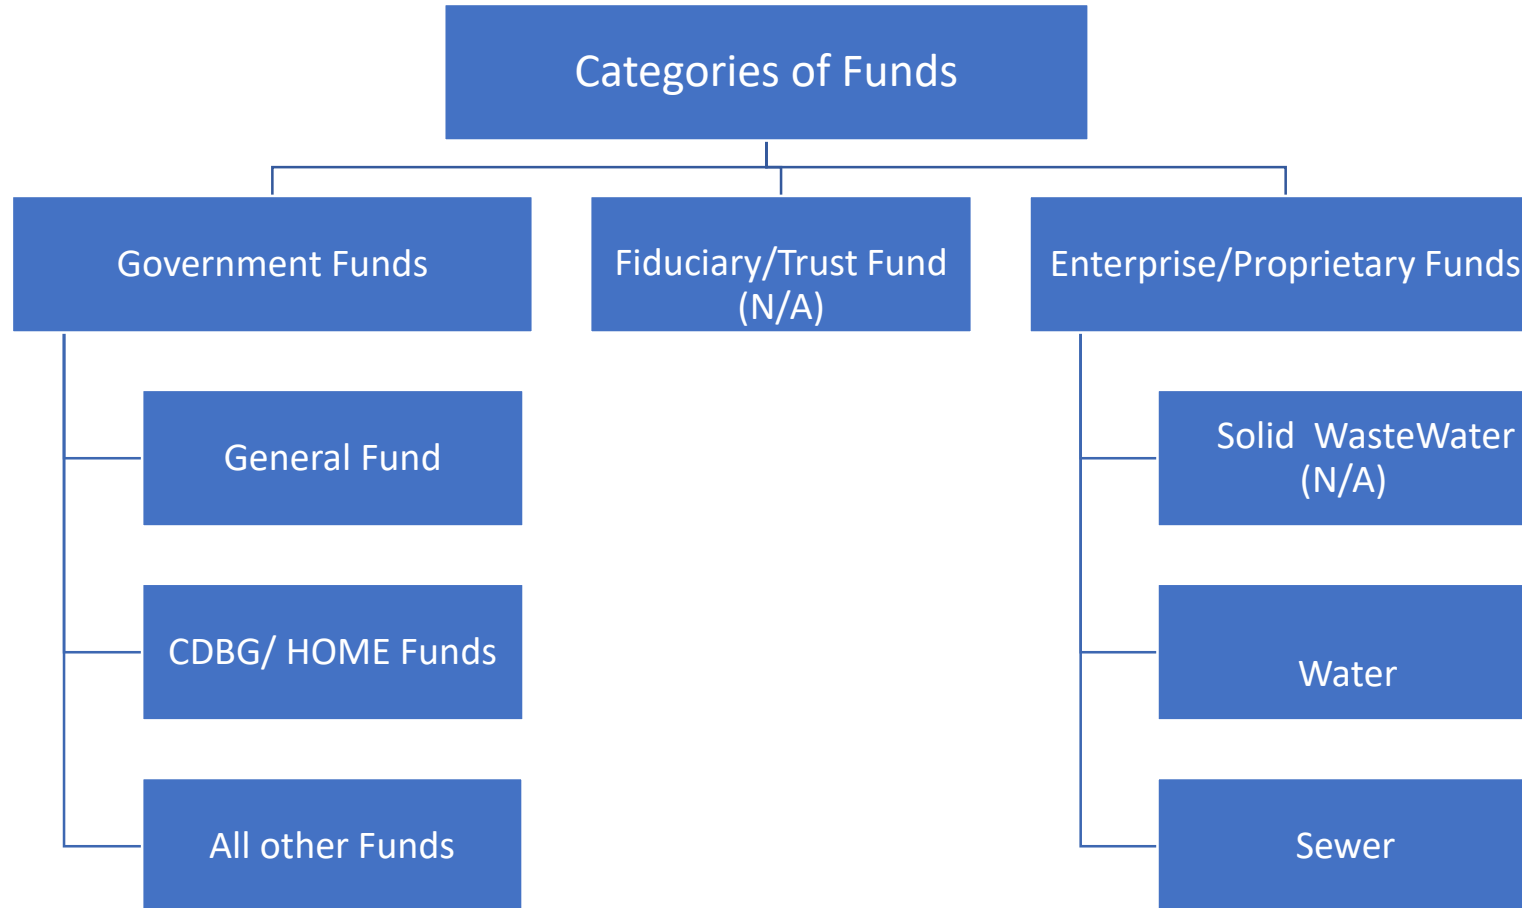 Categories of Funds
Government Funds
Fiduciary/Trust Fund
(N/A)
Enterprise/Proprietary Funds
General Fund
CDBG/ HOME Funds
All other Funds
Solid  WasteWater
(N/A)
Water
Sewer